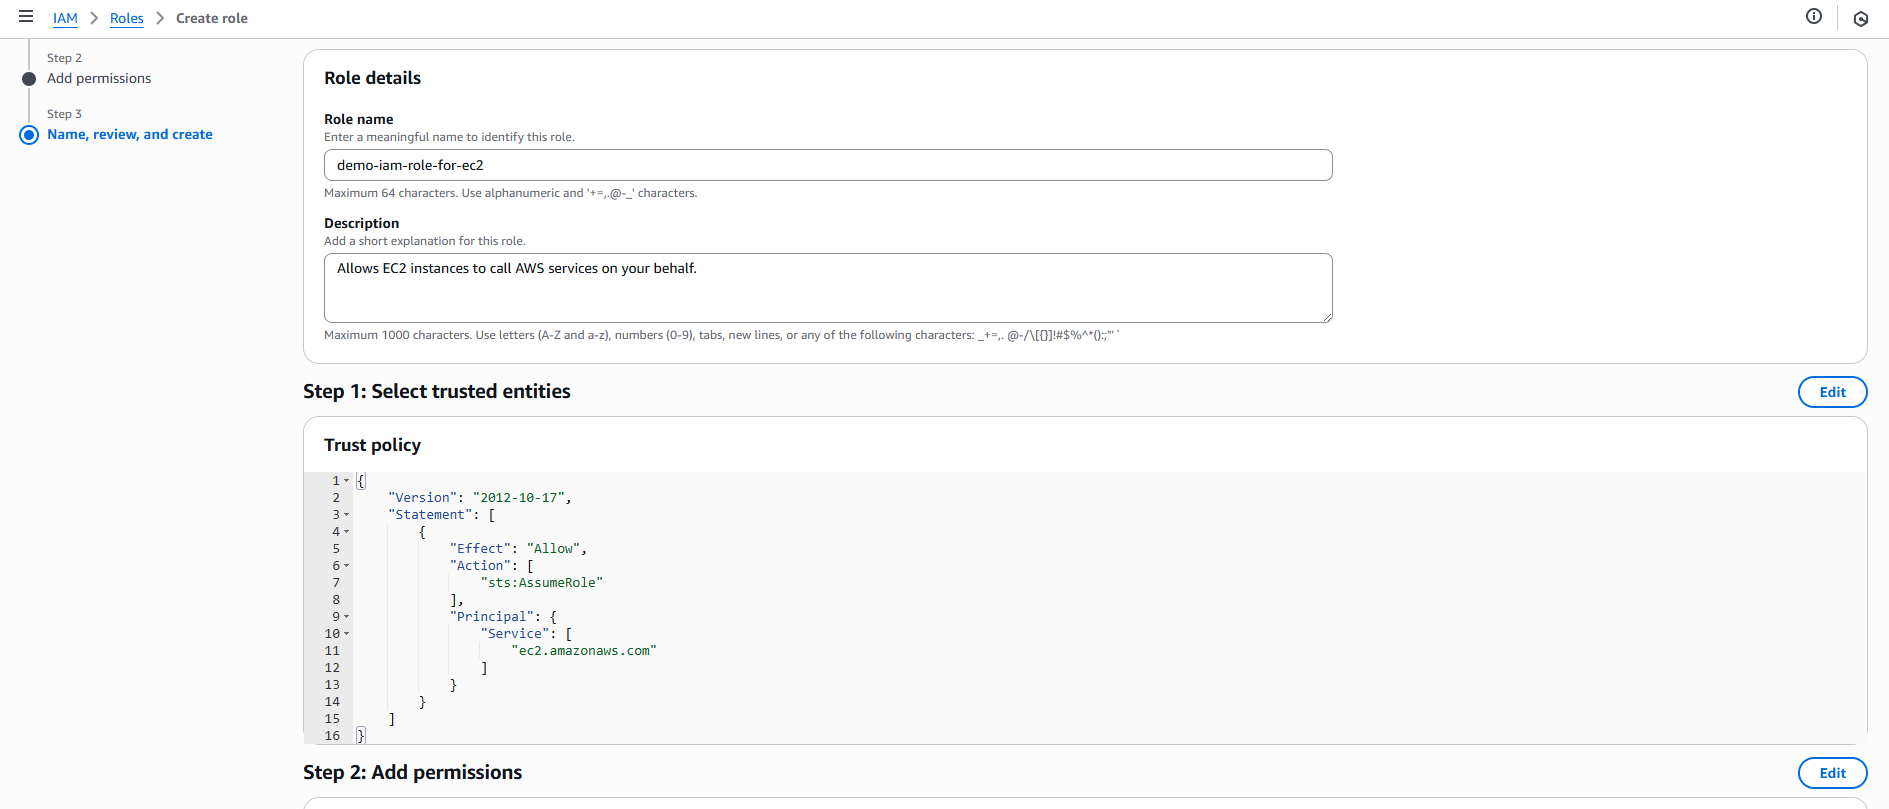 IAM > Roles > Create role
Step 2
Add permissions
Step 3
Name, review, and create
Role details
Role name
Enter a meaningful name to identify this role.
demo-iam-role-for-ec2
Maximum 64 characters. Use alphanumeric and '+=,.@-_' characters.
Description
Add a short explanation for this role.
Allows EC2 instances to call AWS services on your behalf.
Maximum 1000 characters. Use letters (A-Z and a-z), numbers (0-9), tabs, new lines, or any of the following characters: _+=,. @-/\[{}]!#$%^*();:"'`
Step 1: Select trusted entities
Edit
Trust policy
1 {
2     "Version": "2012-10-17",
3     "Statement": [
4         {
5             "Effect": "Allow",
6             "Action": [
7                 "sts:AssumeRole"
8             ],
9             "Principal": {
10                 "Service": [
11                     "ec2.amazonaws.com"
12                 ]
13             }
14         }
15     ]
16 }
Step 2: Add permissions
Edit